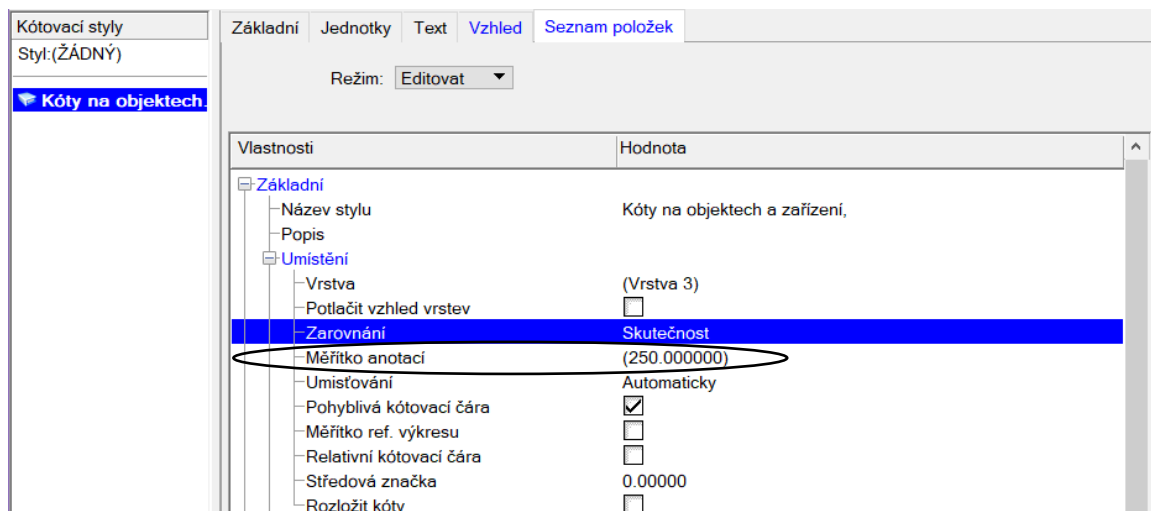 Kótovací styly
Styl:(ŽÁDNÝ)
Kóty na objektech.
Základní Jednotky Text Vzhled Seznam položek
Režim: Editovat
Vlastnosti Hodnota
Základní
Název stylu Kóty na objektech a zařízení,
Popis
Umístění
Vrstva (Vrstva 3)
Potlačit vzhled vrstev
Zarovnání Skutečnost
Měřítko anotací (250.000000)
Umisťování Automaticky
Pohyblivá kótovací čára
Měřítko ref. výkresu
Relativní kótovací čára
Středová značka 0.00000
Rozložit kóty